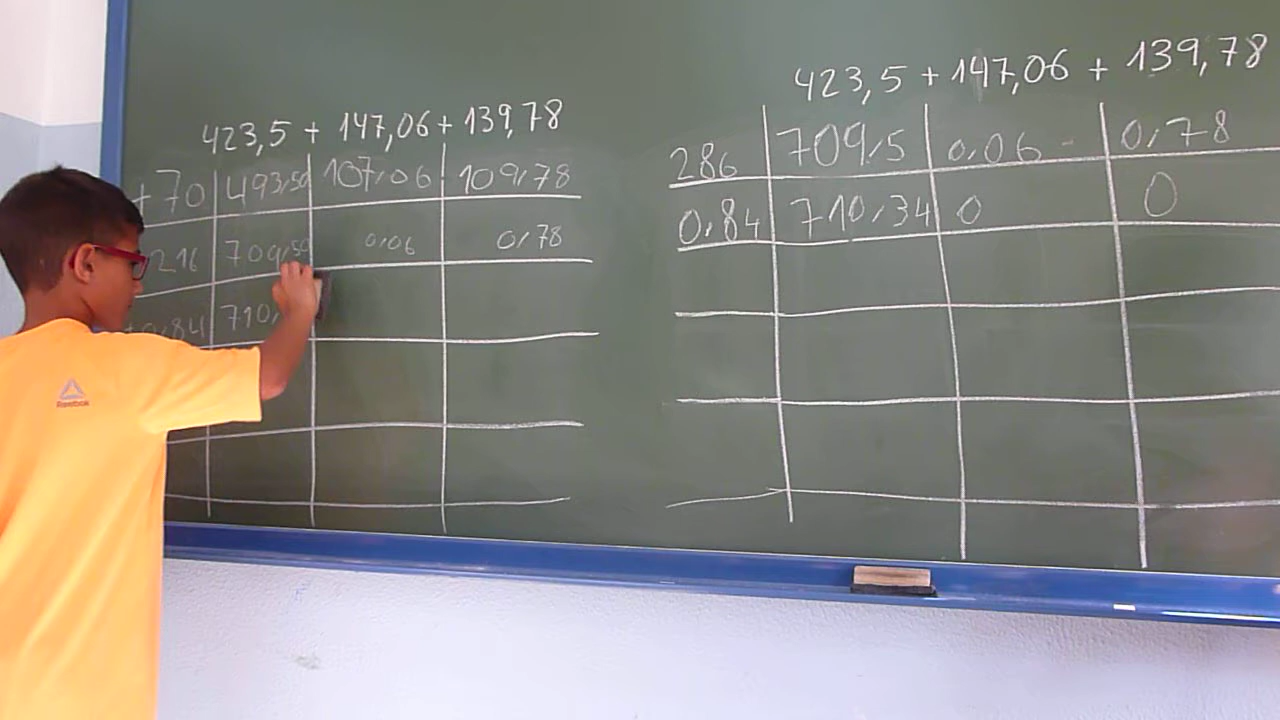 423,5 + 147,06 + 139,78
+70 493,50 107,06 109,78
216 709,50 0,06 0,78
0,84 710,
423,5 + 147,06 + 139,78
286 709,5 0,06 0,78
0,84 710,34 0 0
Reebok